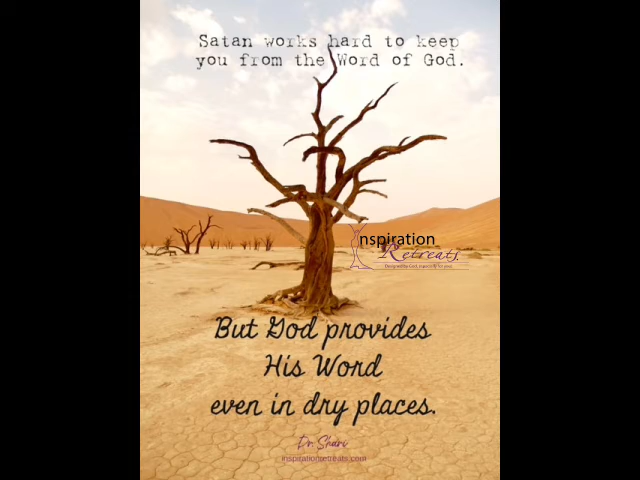 Satan works hard to keep
you from the Word of God.
Inspiration
Retreats
But God provides
His Word
even in dry places.
Dr. Shari
inspirationretreats.com